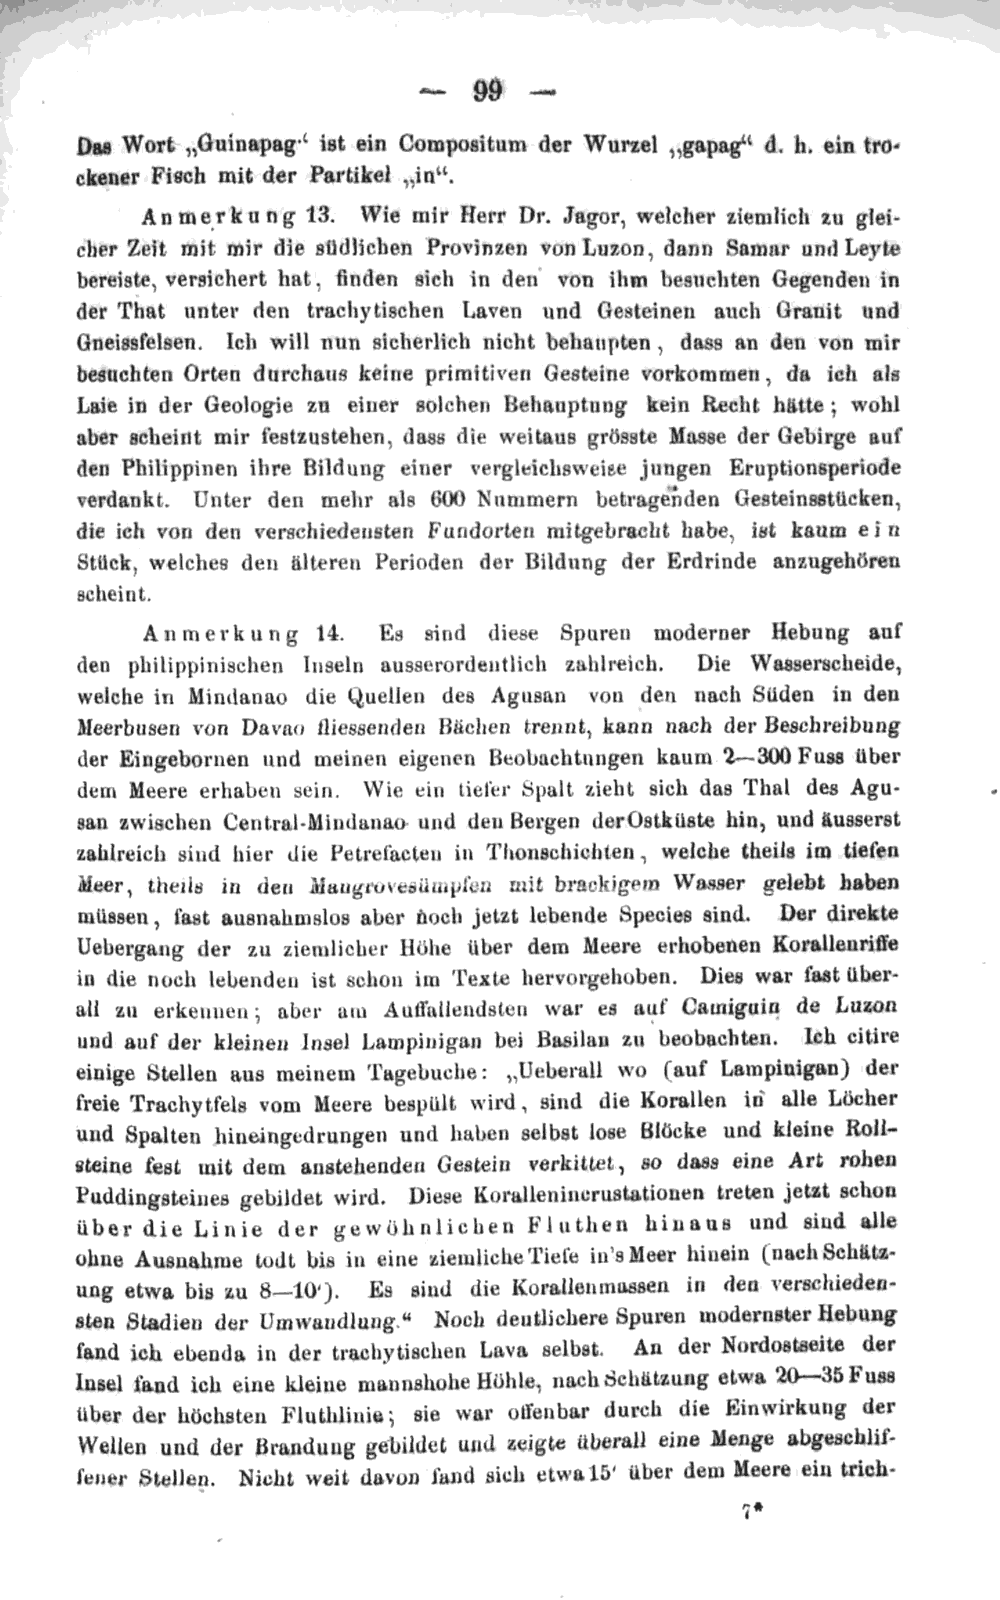 — 99 —
Das Wort „Guinapag“ ist ein Compositum der Wurzel „gapag“ d. h. ein tro-
ckener Fisch mit der Partikel „in“.
Anmerkung 13. Wie mir Herr Dr. Jagor, welcher ziemlich zu glei-
cher Zeit mit mir die südlichen Provinzen von Luzon, dann Samar und Leyte
bereiste, versichert hat, finden sich in den von ihm besuchten Gegenden in
der That unter den trachytischen Laven und Gesteinen auch Granit und
Gneissfelsen. Ich will nun sicherlich nicht behaupten, dass an den von mir
besuchten Orten durchaus keine primitiven Gesteine vorkommen, da ich als
Laie in der Geologie zu einer solchen Behauptung kein Recht hätte; wohl
aber scheint mir festzustehen, dass die weitaus grösste Masse der Gebirge auf
den Philippinen ihre Bildung einer vergleichsweise jungen Eruptionsperiode
verdankt. Unter den mehr als 600 Nummern betragenden Gesteinsstücken,
die ich von den verschiedensten Fundorten mitgebracht habe, ist kaum ein
Stück, welches den älteren Perioden der Bildung der Erdrinde anzugehören
scheint.
Anmerkung 14. Es sind diese Spuren moderner Hebung auf
den philippinischen Inseln ausserordentlich zahlreich. Die Wasserscheide,
welche in Mindanao die Quellen des Agusan von den nach Süden in den
Meerbusen von Davao fliessenden Bächen trennt, kann nach der Beschreibung
der Eingebornen und meinen eigenen Beobachtungen kaum 2—300 Fuss über
dem Meere erhaben sein. Wie ein tiefer Spalt zieht sich das Thal des Agu-
san zwischen Central-Mindanao und den Bergen der Ostküste hin, und äusserst
zahlreich sind hier die Petrefacten in Thonschichten, welche theils im tiefen
Meer, theils in den Mangrovesümpfen mit brackigem Wasser gelebt haben
müssen, fast ausnahmslos aber noch jetzt lebende Species sind. Der direkte
Uebergang der zu ziemlicher Höhe über dem Meere erhobenen Korallenriffe
in die noch lebenden ist schon im Texte hervorgehoben. Dies war fast über-
all zu erkennen; aber am Auffallendsten war es auf Camiguin de Luzon
und auf der kleinen Insel Lampinigan bei Basilan zu beobachten. Ich citire
einige Stellen aus meinem Tagebuche: „Ueberall wo (auf Lampinigan) der
freie Trachytfels vom Meere bespült wird, sind die Korallen in alle Löcher
und Spalten hineingedrungen und haben selbst lose Blöcke und kleine Roll-
steine fest mit dem anstehenden Gestein verkittet, so dass eine Art rohen
Puddingsteines gebildet wird. Diese Korallenincrustationen treten jetzt schon
über die Linie der gewöhnlichen Fluthen hinaus und sind alle
ohne Ausnahme todt bis in eine ziemliche Tiefe in's Meer hinein (nach Schätz-
ung etwa bis zu 8—10'). Es sind die Korallenmassen in den verschieden-
sten Stadien der Umwandlung.“ Noch deutlichere Spuren modernster Hebung
fand ich ebenda in der trachytischen Lava selbst. An der Nordostseite der
Insel fand ich eine kleine mannshohe Höhle, nach Schätzung etwa 20—35 Fuss
über der höchsten Fluthlinie; sie war offenbar durch die Einwirkung der
Wellen und der Brandung gebildet und zeigte überall eine Menge abgeschlif-
fener Stellen. Nicht weit davon fand sich etwa 15' über dem Meere ein trich-
7*